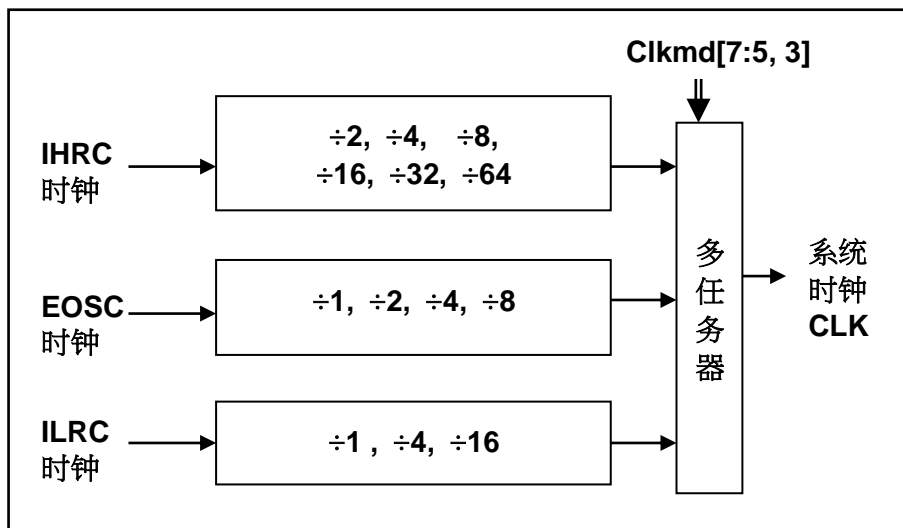 Clkmd[7:5, 3]
IHRC
时钟
÷2, ÷4, ÷8,
÷16, ÷32, ÷64
EOSC
时钟
÷1, ÷2, ÷4, ÷8
ILRC
时钟
÷1 , ÷4, ÷16
多
任
务
器
系统
时钟
CLK